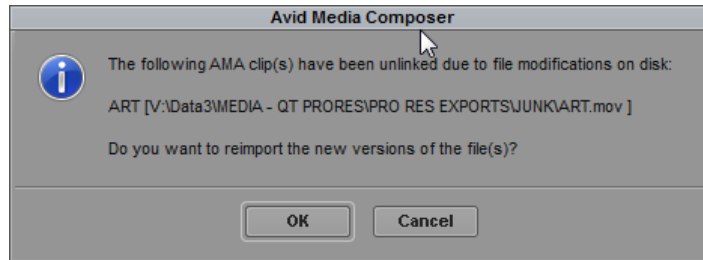 Avid Media Composer
The following AMA clip(s) have been unlinked due to file modifications on disk:
ART [V:\Data3\MEDIA - QT PRORES\PRO RES EXPORTS\JUNK\ART.mov ]
Do you want to reimport the new versions of the file(s)?
OK
Cancel